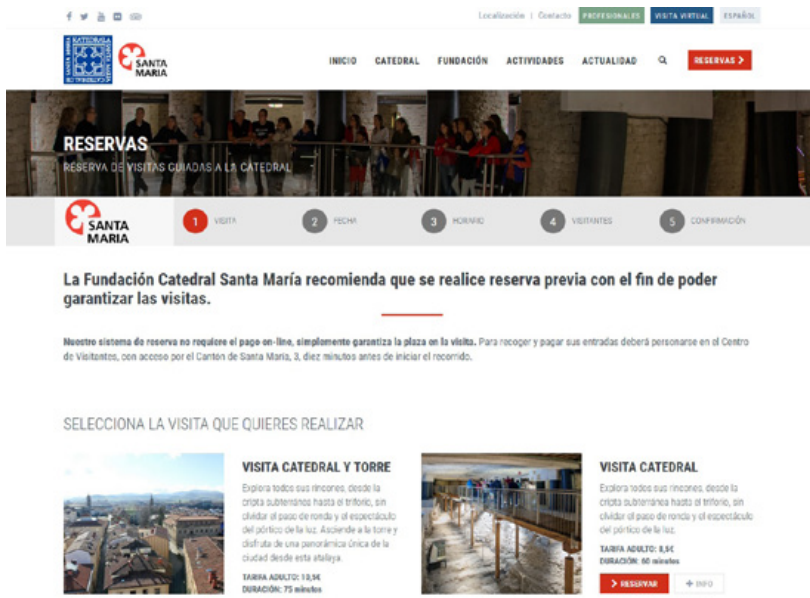 Localización | Contacto
PROFESIONALES
VISITA VIRTUAL
ESPAÑOL
SANTA
MARIA
INICIO
CATEDRAL
FUNDACIÓN
ACTIVIDADES
ACTUALIDAD
RESERVAS
RESERVAS
RESERVA DE VISITAS GUIADAS A LA CATEDRAL
SANTA
MARIA
1 VISITA
2 FECHA
3 HORARIO
4 VISITANTES
5 CONFIRMACIÓN
La Fundación Catedral Santa María recomienda que se realice reserva previa con el fin de poder
garantizar las visitas.
Nuestro sistema de reserva no requiere el pago on-line, simplemente garantiza la plaza en la visita. Para recoger y pagar sus entradas deberá personarse en el Centro
de Visitantes, con acceso por el Cantón de Santa María, 3, diez minutos antes de iniciar el recorrido.
SELECCIONA LA VISITA QUE QUIERES REALIZAR
VISITA CATEDRAL Y TORRE
Explora todos sus rincones, desde la
cripta subterránea hasta el triforio, sin
olvidar el paso de ronda y el espectáculo
del pórtico de la luz. Asciende a la torre y
disfruta de una panorámica única de la
ciudad desde esta atalaya.
TARIFA ADULTO: 10,5€
DURACIÓN: 75 minutos
VISITA CATEDRAL
Explora todos sus rincones, desde la
cripta subterránea hasta el triforio, sin
olvidar el paso de ronda y el espectáculo
del pórtico de la luz.
TARIFA ADULTO: 8,5€
DURACIÓN: 60 minutos
RESERVAR
+ INFO